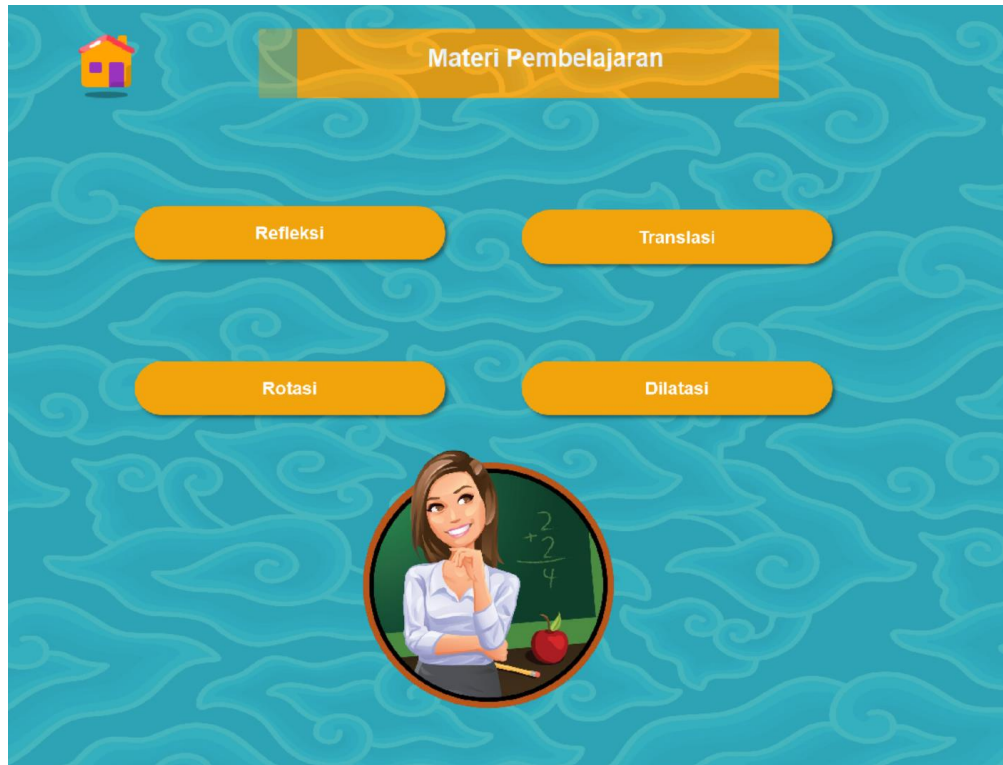 Materi Pembelajaran
Refleksi
Translasi
Rotasi
Dilatasi
2
+2
4